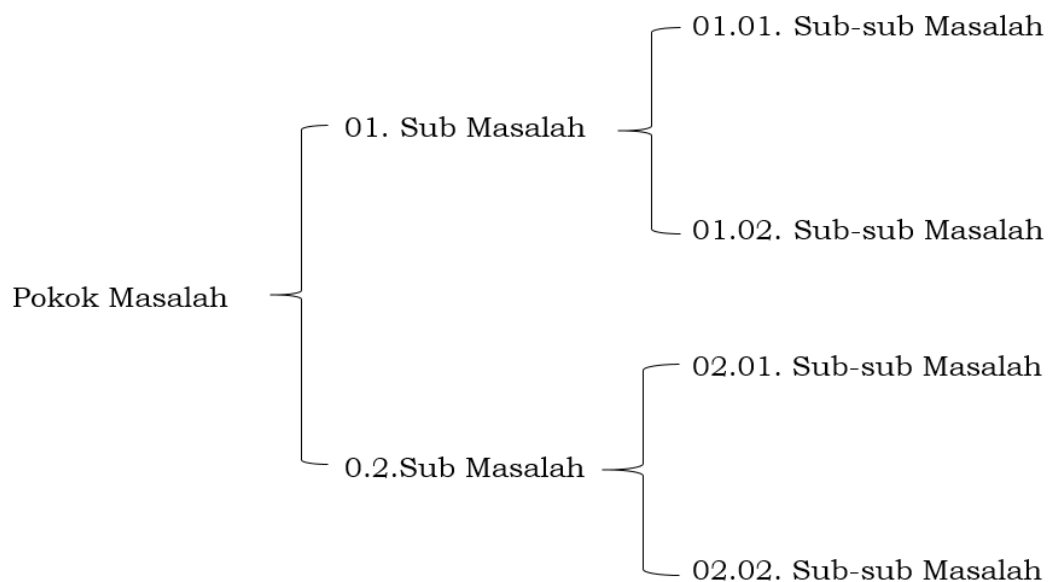 01.01. Sub-sub Masalah
01. Sub Masalah
01.02. Sub-sub Masalah
Pokok Masalah
02.01. Sub-sub Masalah
0.2.Sub Masalah
02.02. Sub-sub Masalah